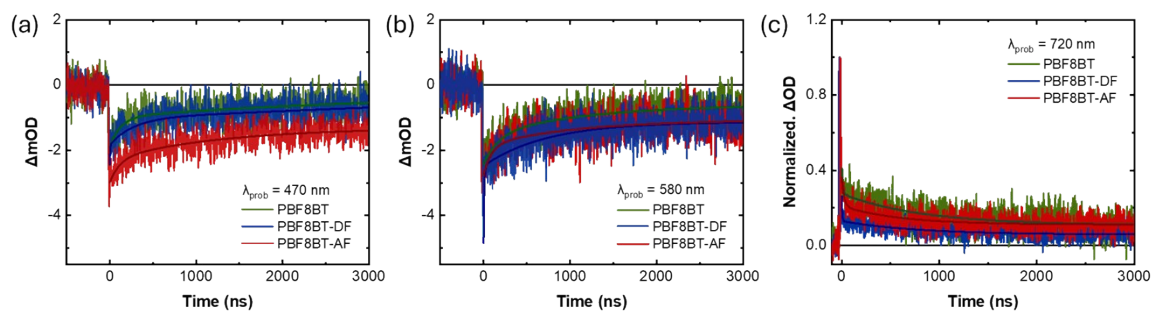 (a)
2
0
-2
-4
ΔmOD
λprob = 470 nm
PBF8BT
PBF8BT-DF
PBF8BT-AF
0
1000
2000
3000
Time (ns)
(b)
2
0
-2
-4
ΔmOD
λprob = 580 nm
PBF8BT
PBF8BT-DF
PBF8BT-AF
0
1000
2000
3000
Time (ns)
(c)
1.2
0.8
0.4
0.0
Normalized. ΔOD
λprob = 720 nm
PBF8BT
PBF8BT-DF
PBF8BT-AF
0
1000
2000
3000
Time (ns)